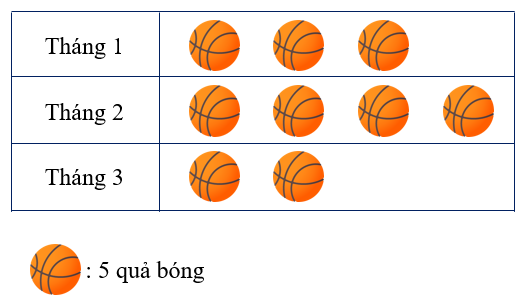 Tháng 1
Tháng 2
Tháng 3
: 5 quả bóng